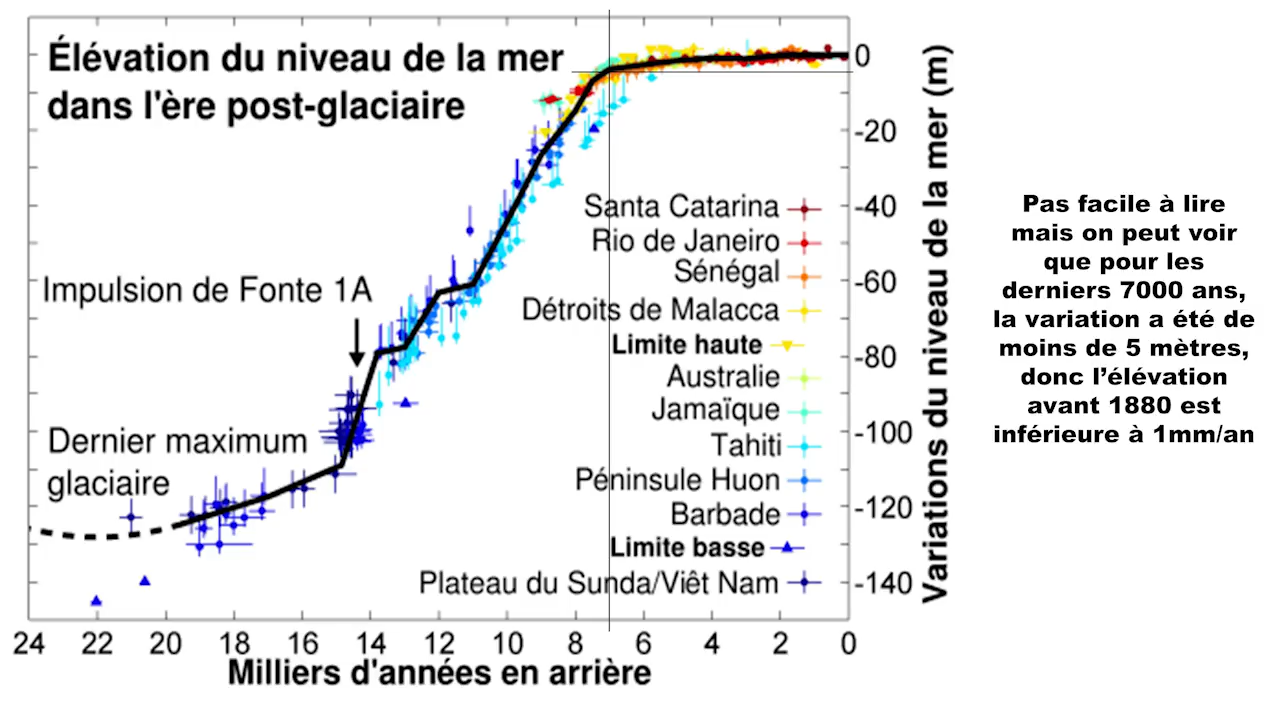 Élévation du niveau de la mer
dans l'ère post-glaciaire
Impulsion de Fonte 1A
Dernier maximum
glaciaire
Santa Catarina
Rio de Janeiro
Sénégal
Détroits de Malacca
Limite haute
Australie
Jamaïque
Tahiti
Péninsule Huon
Barbade
Limite basse
Plateau du Sunda/Viêt Nam
0
-20
-40
-60
-80
-100
-120
-140
Variations du niveau de la mer (m)
24 22 20 18 16 14 12 10 8 6 4 2 0
Milliers d'années en arrière
Pas facile à lire
mais on peut voir
que pour les
derniers 7000 ans,
la variation a été de
moins de 5 mètres,
donc l’élévation
avant 1880 est
inférieure à 1mm/an